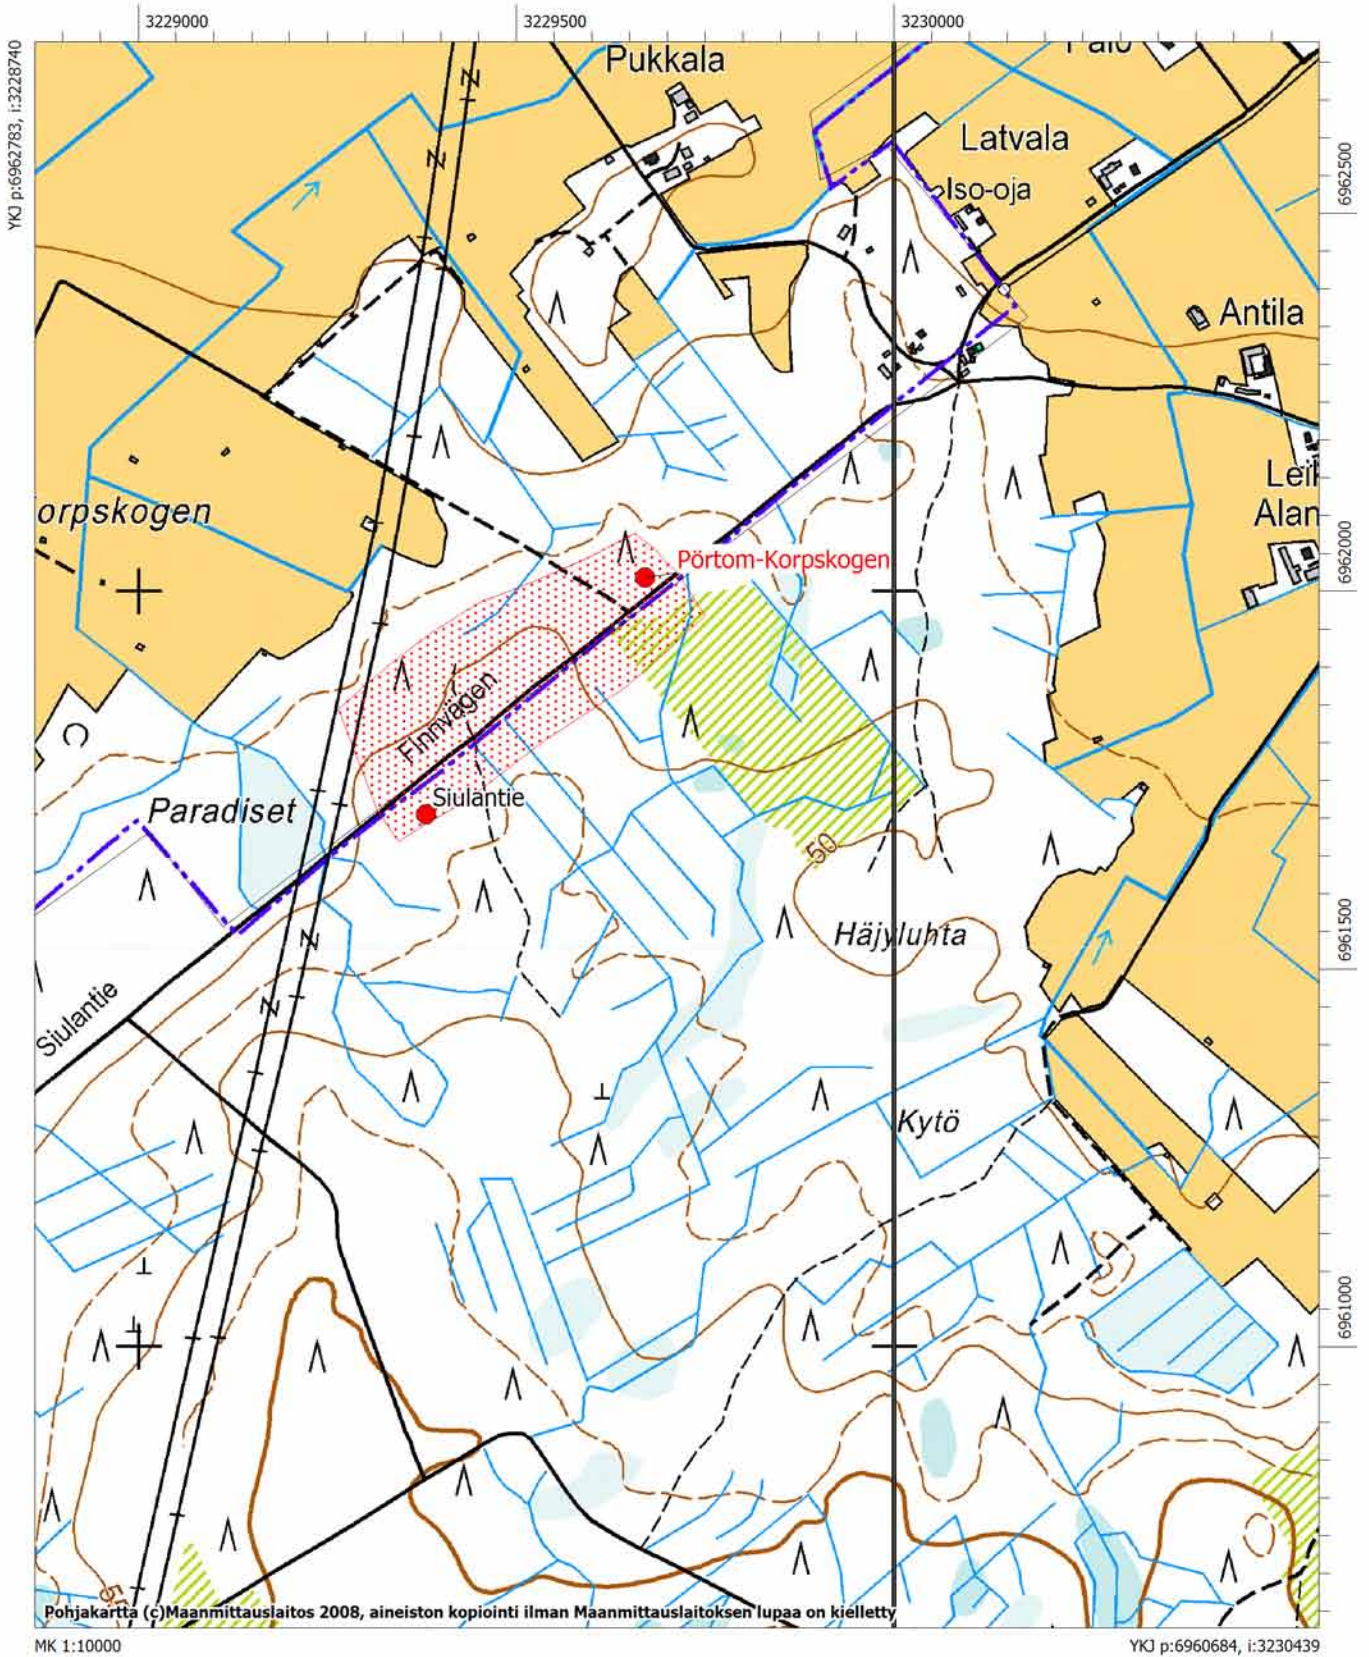 3229000
3229500
3230000
YKJ p:6962783, i:3228740
Pukkala
Latvala
Iso-oja
6962500
Antila
orpskogen
Alan
6962000
Pörtom-Korpskogen
Finnvägen
Siulantie
Paradiset
50
Häjyluhta
6961500
Siulantie
Kytö
6961000
Pohjakartta (c)Maanmittauslaitos 2008, aineiston kopiointi ilman Maanmittauslaitoksen lupaa on kielletty
MK 1:10000
YKJ p:6960684, i:3230439